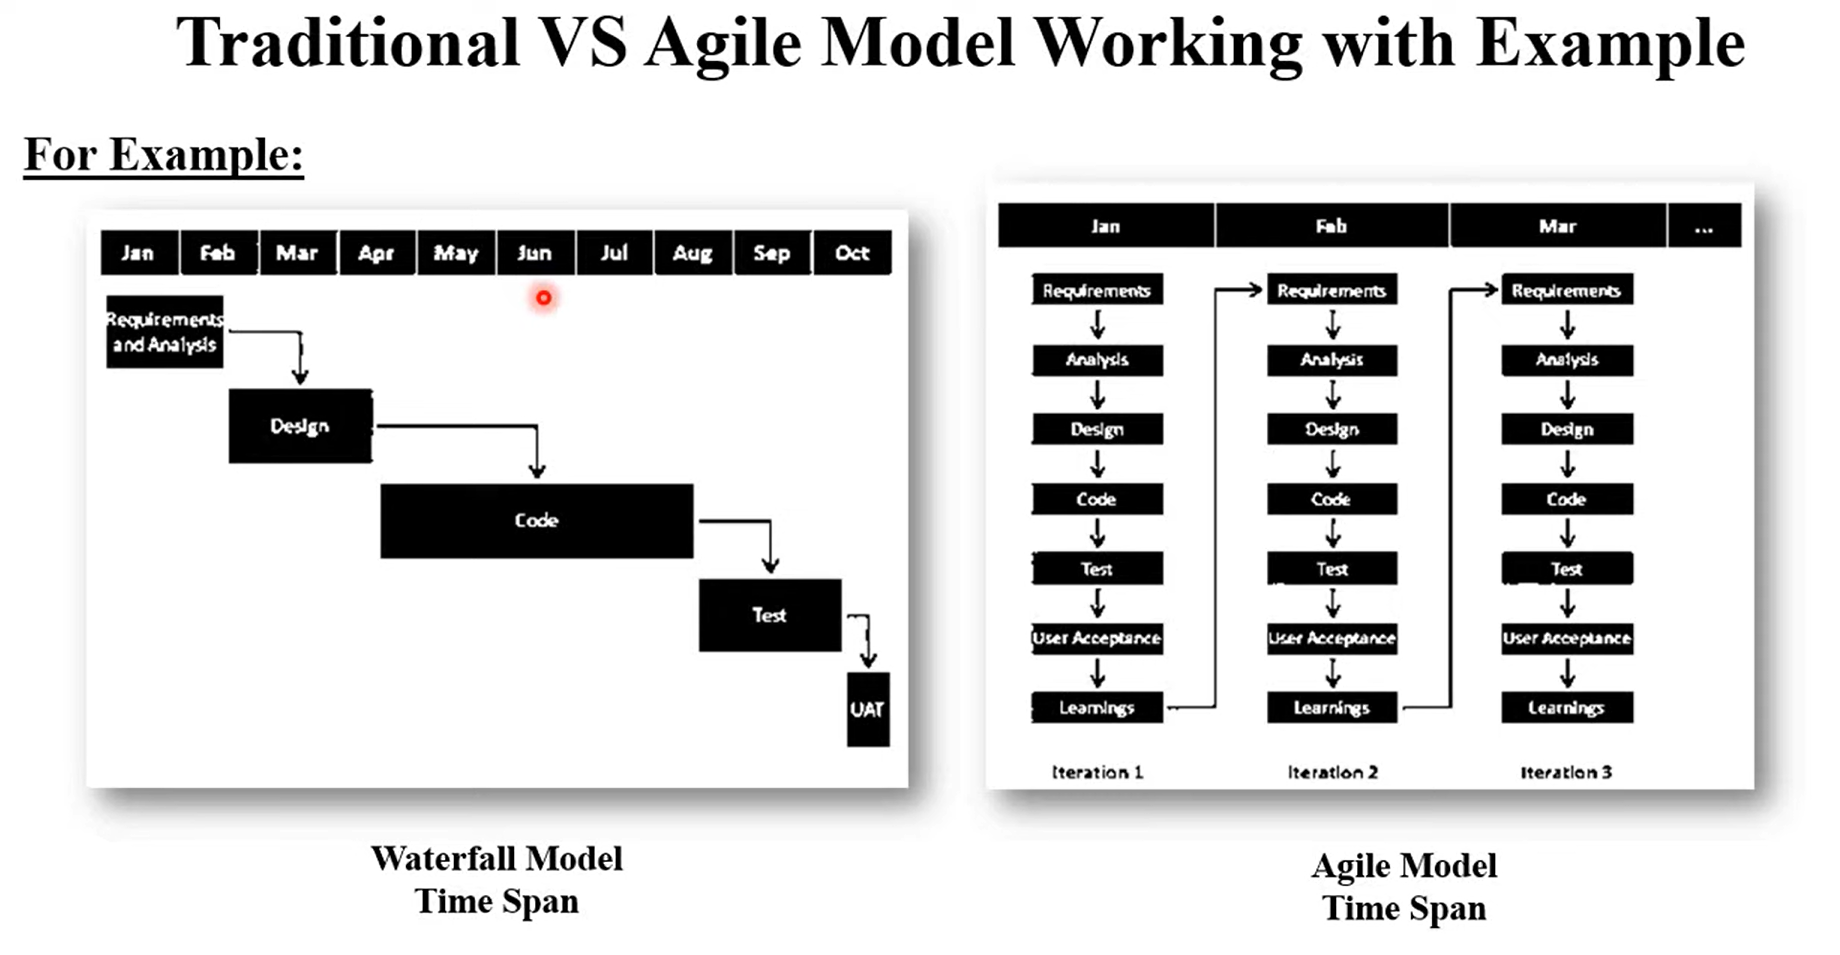 Traditional VS Agile Model Working with Example
For Example:
Jan Feb Mar Apr May Jun Jul Aug Sep Oct
Requirements
and Analysis
Design
Code
Test
UAT
Waterfall Model
Time Span
Jan Feb Mar ...
Requirements Requirements Requirements
Analysis Analysis Analysis
Design Design Design
Code Code Code
Test Test Test
User Acceptance User Acceptance User Acceptance
Learnings Learnings Learnings
Iteration 1 Iteration 2 Iteration 3
Agile Model
Time Span